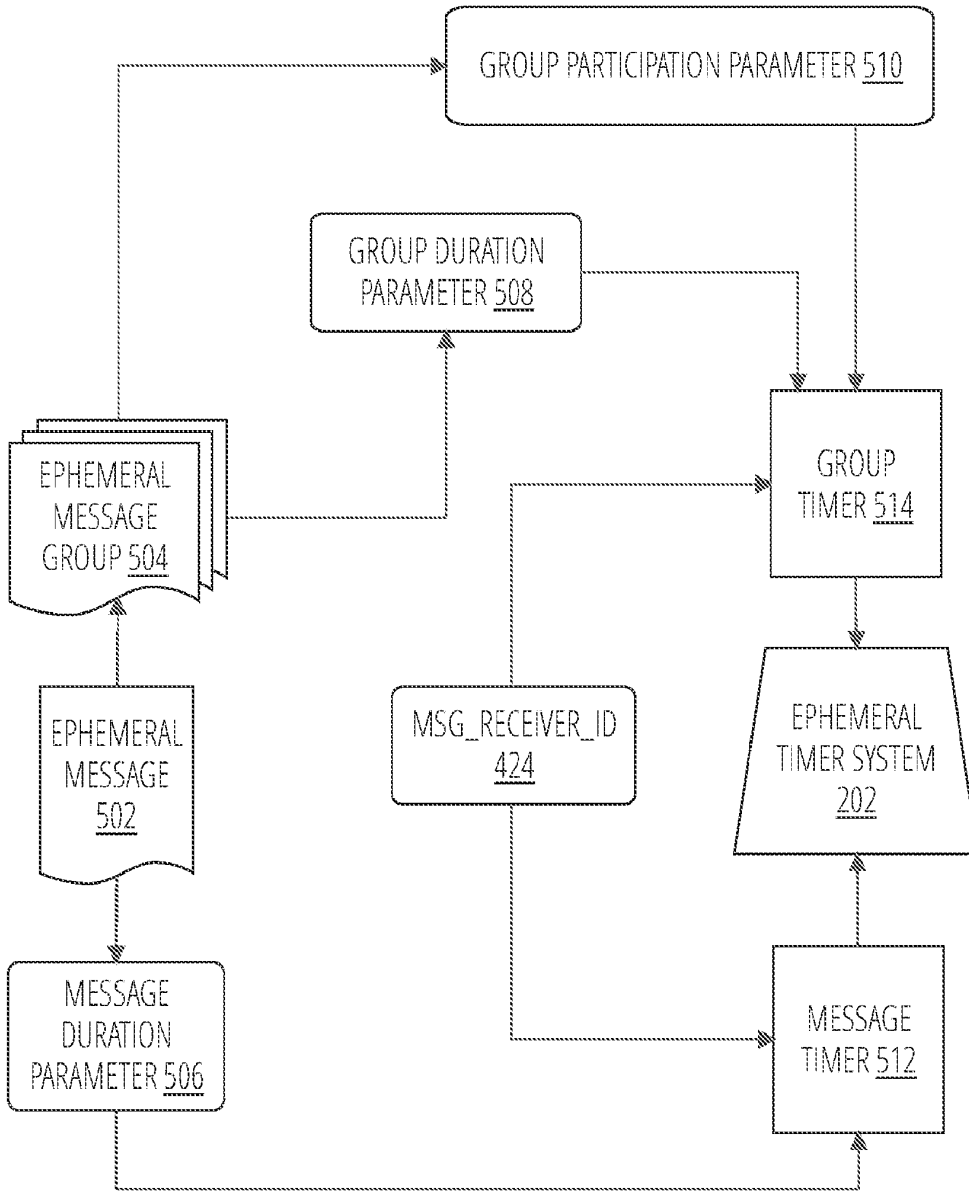 GROUP PARTICIPATION PARAMETER 510
GROUP DURATION
PARAMETER 508
EPHEMERAL
MESSAGE
GROUP 504
GROUP
TIMER 514
EPHEMERAL
MESSAGE
502
MSG_RECEIVER_ID
424
EPHEMERAL
TIMER SYSTEM
202
MESSAGE
DURATION
PARAMETER 506
MESSAGE
TIMER 512